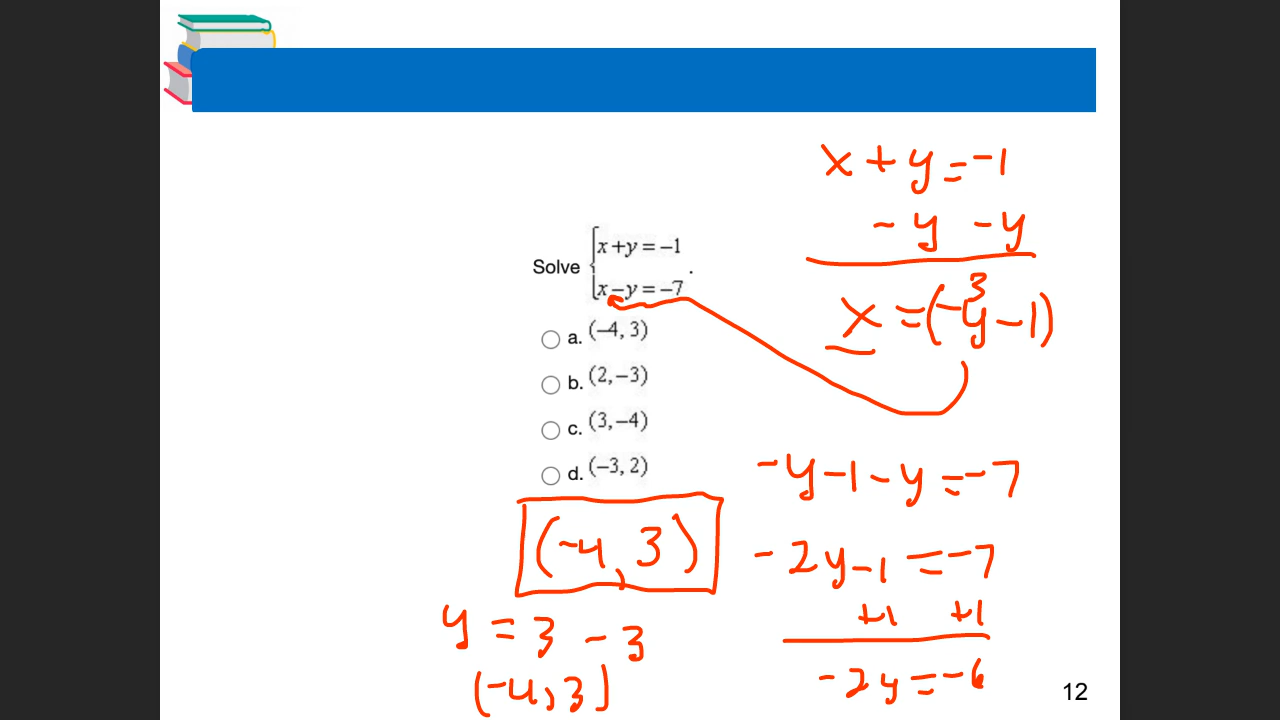 x + y = -1
- y - y
x = (-y - 1)
3
Solve { x + y = −1
x − y = −7 .
a. (−4, 3)
b. (2, −3)
c. (3, −4)
d. (−3, 2)
-y - 1 - y = -7
-2y - 1 = -7
+1 +1
-2y = -6
(-4, 3)
y = 3 - 3
(-4, 3)
12